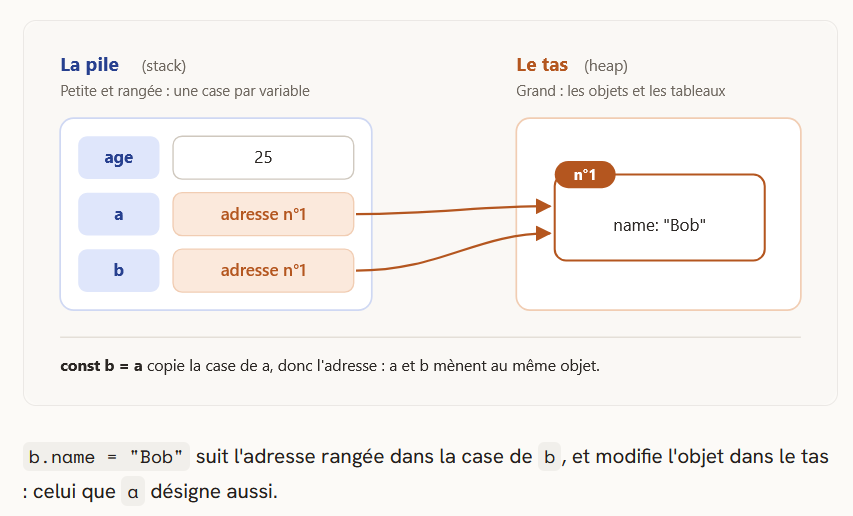 La pile (stack)
Petite et rangée : une case par variable
Le tas (heap)
Grand : les objets et les tableaux
age 25
a adresse n°1
b adresse n°1
n°1
name: "Bob"
const b = a copie la case de a, donc l'adresse : a et b mènent au même objet.
b.name = "Bob" suit l'adresse rangée dans la case de b, et modifie l'objet dans le tas
: celui que a désigne aussi.